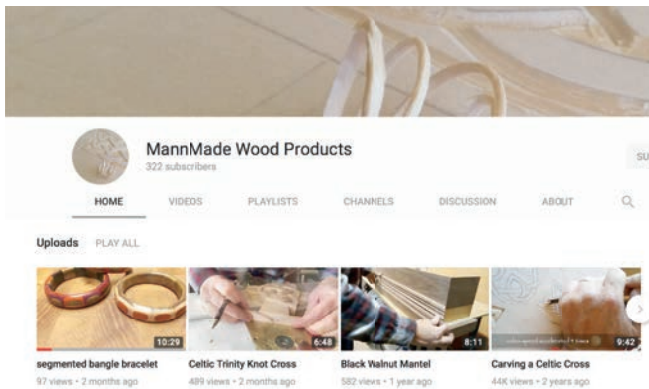 MannMade Wood Products
322 subscribers
SU
HOME VIDEOS PLAYLISTS CHANNELS DISCUSSION ABOUT
Uploads PLAY ALL
10:29 6:48 8:11 9:42
segmented bangle bracelet Celtic Trinity Knot Cross Black Walnut Mantel Carving a Celtic Cross
97 views • 2 months ago 489 views • 2 months ago 582 views • 1 year ago 44K views • 2 years ago